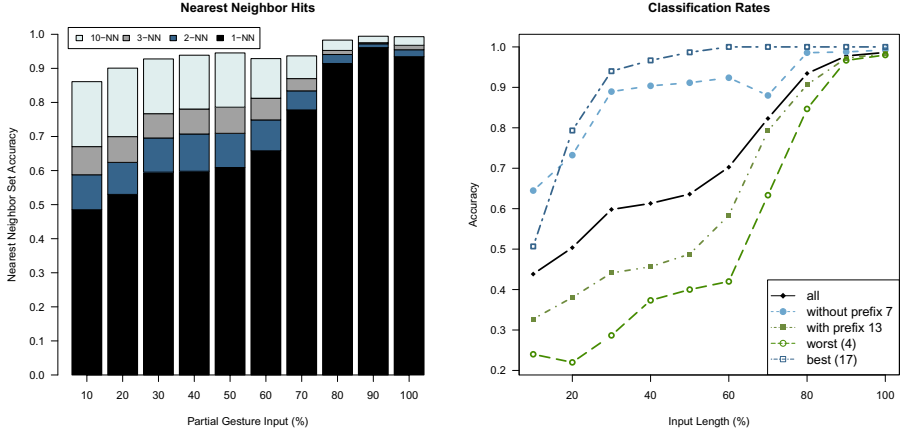 Nearest Neighbor Hits
10−NN 3−NN 2−NN 1−NN
Nearest Neighbor Set Accuracy
1.0
0.9
0.8
0.7
0.6
0.5
0.4
0.3
0.2
0.1
0.0
10 20 30 40 50 60 70 80 90 100
Partial Gesture Input (%)
Classification Rates
Accuracy
1.0
0.9
0.8
0.7
0.6
0.5
0.4
0.3
0.2
all
without prefix 7
with prefix 13
worst (4)
best (17)
20 40 60 80 100
Input Length (%)